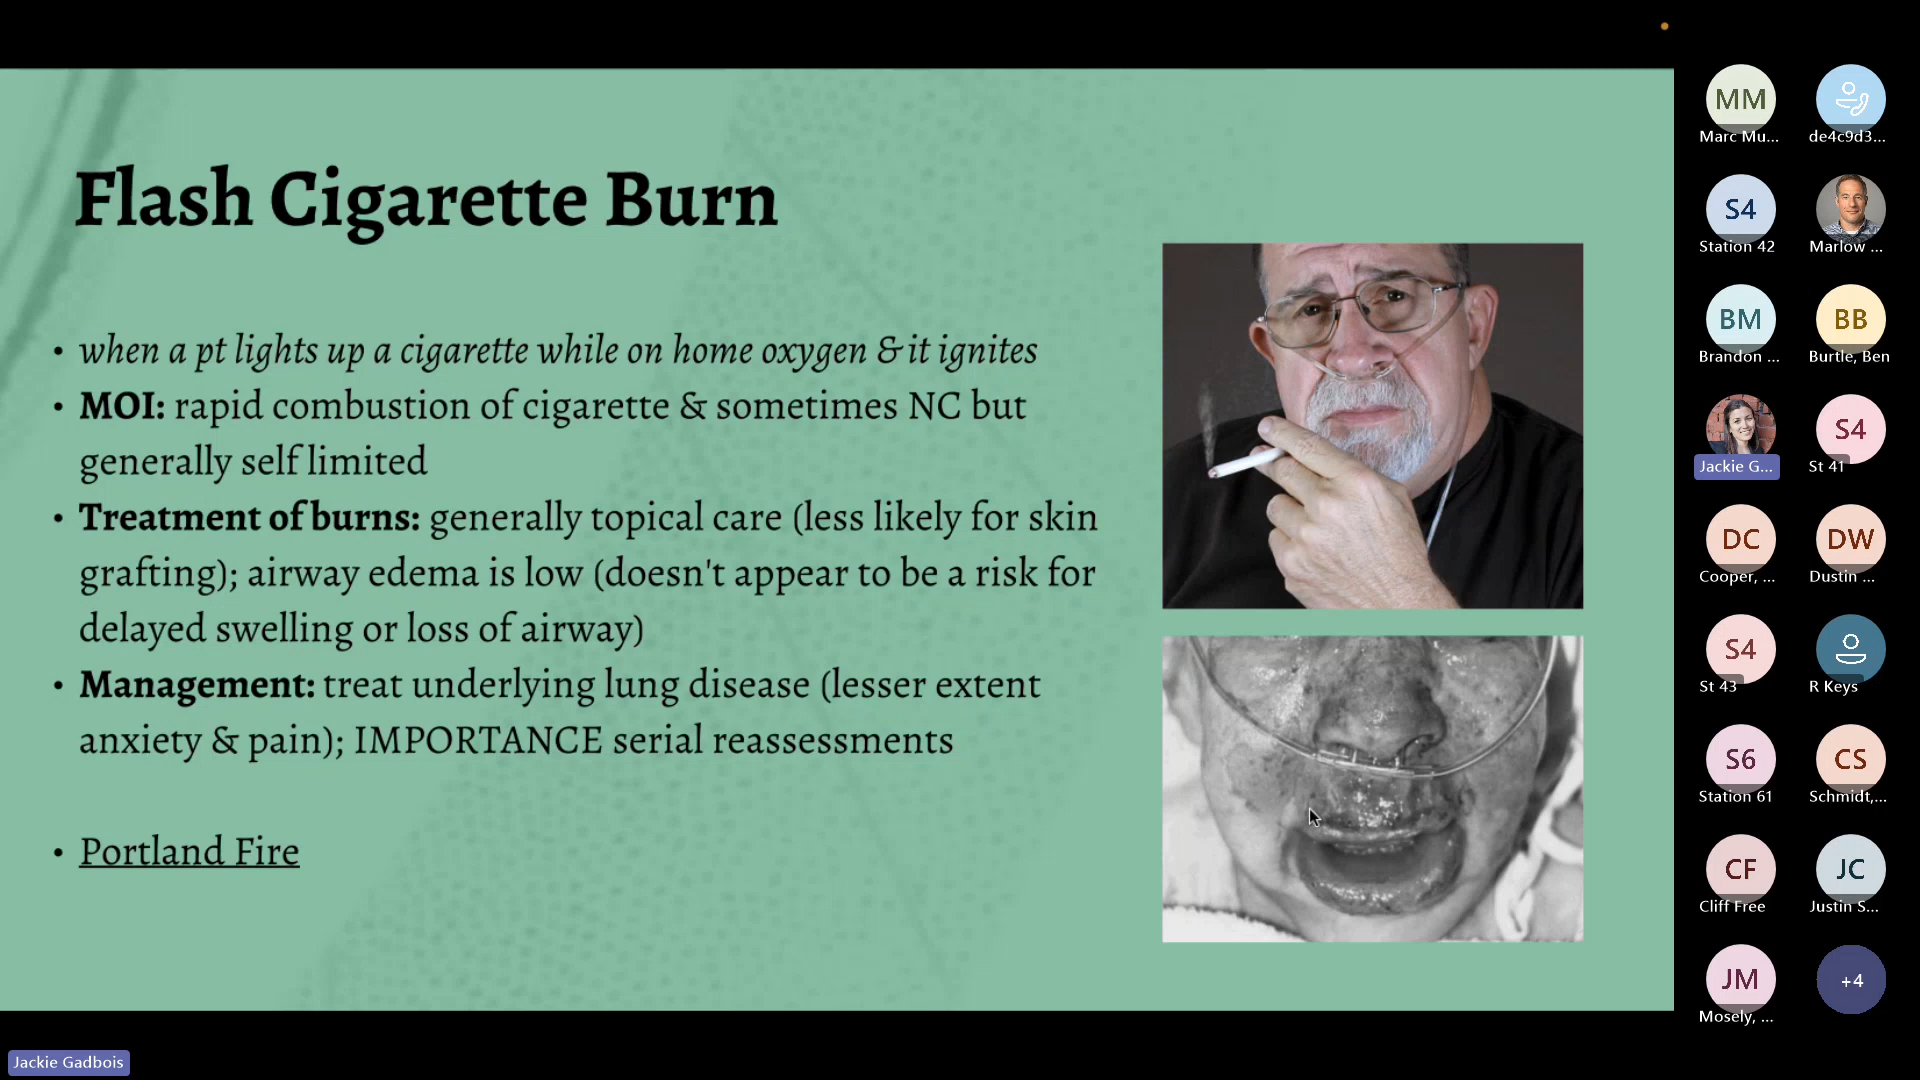 Flash Cigarette Burn
• when a pt lights up a cigarette while on home oxygen & it ignites
• MOI: rapid combustion of cigarette & sometimes NC but
generally self limited
• Treatment of burns: generally topical care (less likely for skin
grafting); airway edema is low (doesn't appear to be a risk for
delayed swelling or loss of airway)
• Management: treat underlying lung disease (lesser extent
anxiety & pain); IMPORTANCE serial reassessments
• Portland Fire
MM
Marc Mu...
de4c9d3...
S4
Station 42
Marlow ...
BM
Brandon ...
BB
Burtle, Ben
Jackie G...
S4
St 41
DC
Cooper, ...
DW
Dustin ...
S4
St 43
R Keys
S6
Station 61
CS
Schmidt,...
CF
Cliff Free
JC
Justin S...
JM
Mosely, ...
+4
Jackie Gadbois